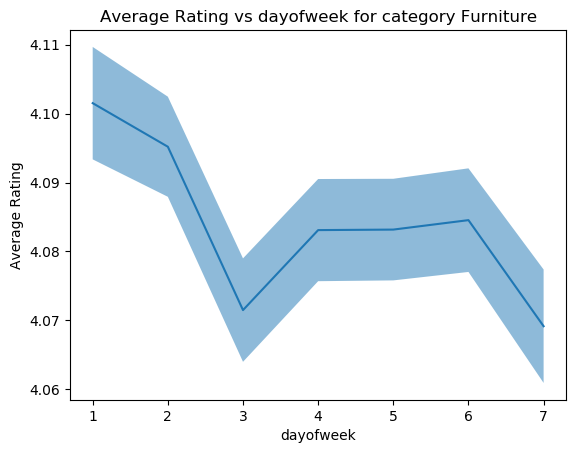 Average Rating vs dayofweek for category Furniture
Average Rating
4.11
4.10
4.09
4.08
4.07
4.06
1 2 3 4 5 6 7
dayofweek